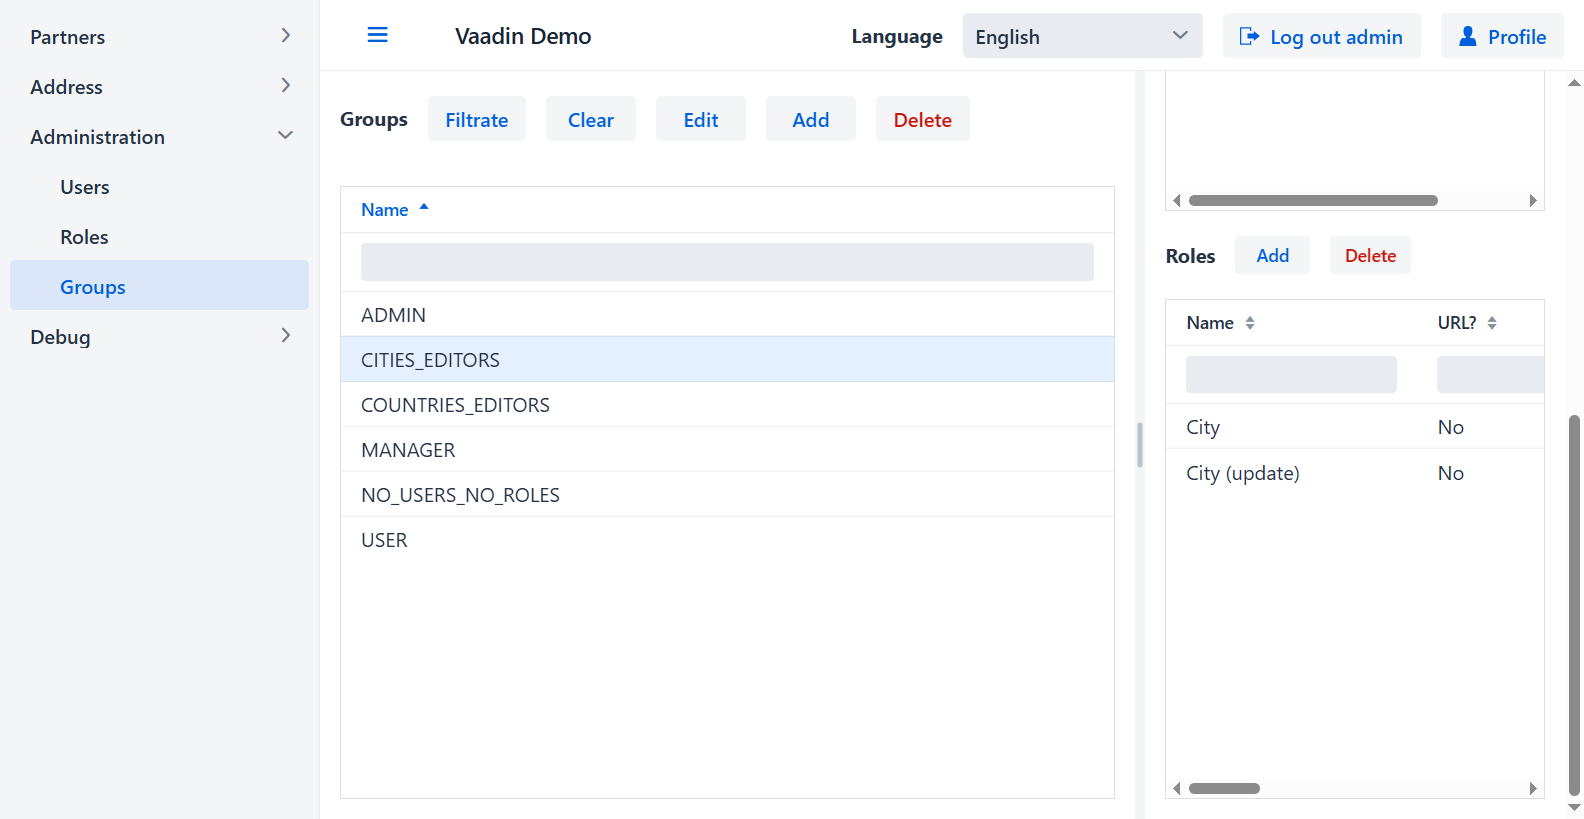 Partners
Address
Administration
Users
Roles
Groups
Debug
Vaadin Demo
Language
English
Log out admin
Profile
Groups
Filtrate
Clear
Edit
Add
Delete
Name
ADMIN
CITIES_EDITORS
COUNTRIES_EDITORS
MANAGER
NO_USERS_NO_ROLES
USER
Roles
Add
Delete
Name
URL?
City
No
City (update)
No